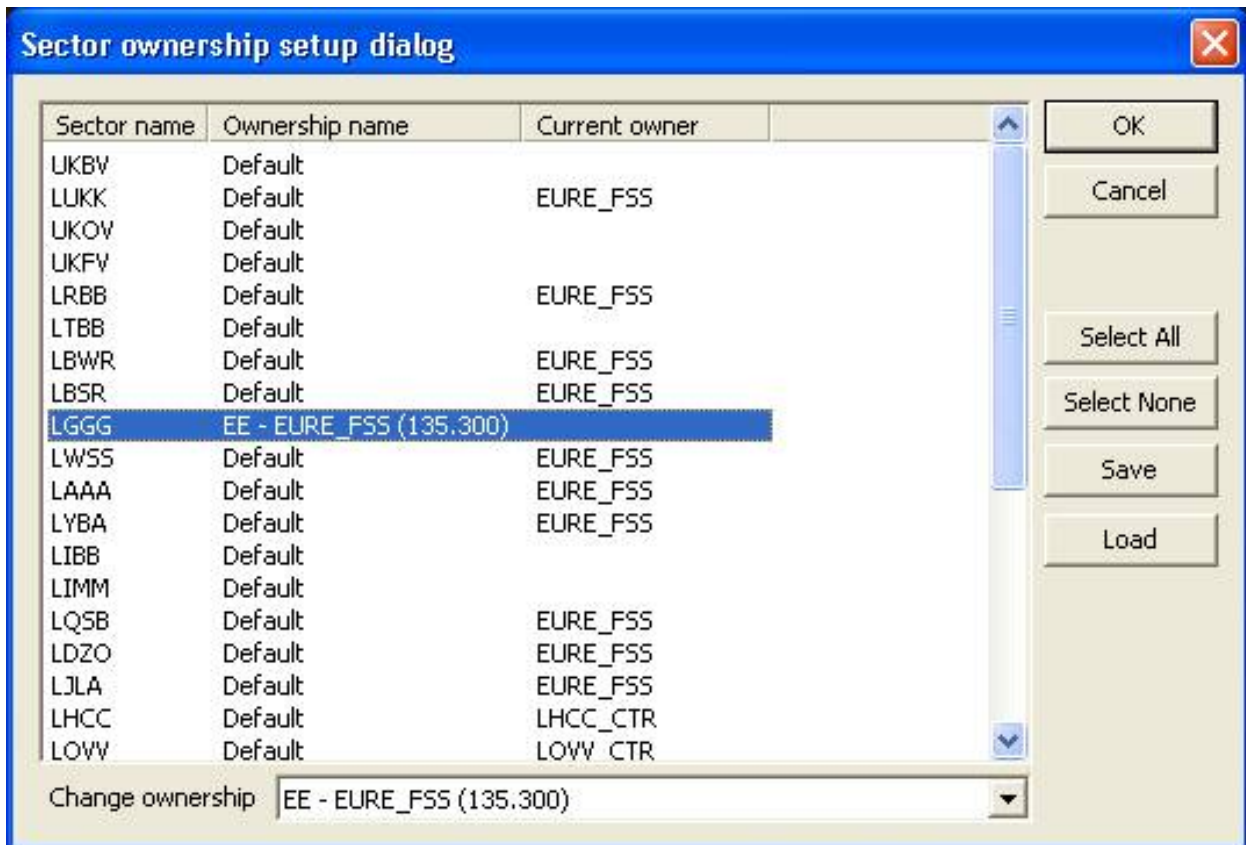 Sector ownership setup dialog
Sector name Ownership name Current owner
UKBV Default
LUKK Default EURE_FSS
UKOV Default
UKFV Default
LRBB Default EURE_FSS
LTBB Default
LBWR Default EURE_FSS
LBSR Default EURE_FSS
LGGG EE - EURE_FSS (135.300)
LWSS Default EURE_FSS
LAAA Default EURE_FSS
LYBA Default EURE_FSS
LIBB Default
LIMM Default
LQSB Default EURE_FSS
LDZO Default EURE_FSS
LJLA Default EURE_FSS
LHCC Default LHCC_CTR
LOVV Default LOVV_CTR
Change ownership EE - EURE_FSS (135.300)
OK
Cancel
Select All
Select None
Save
Load